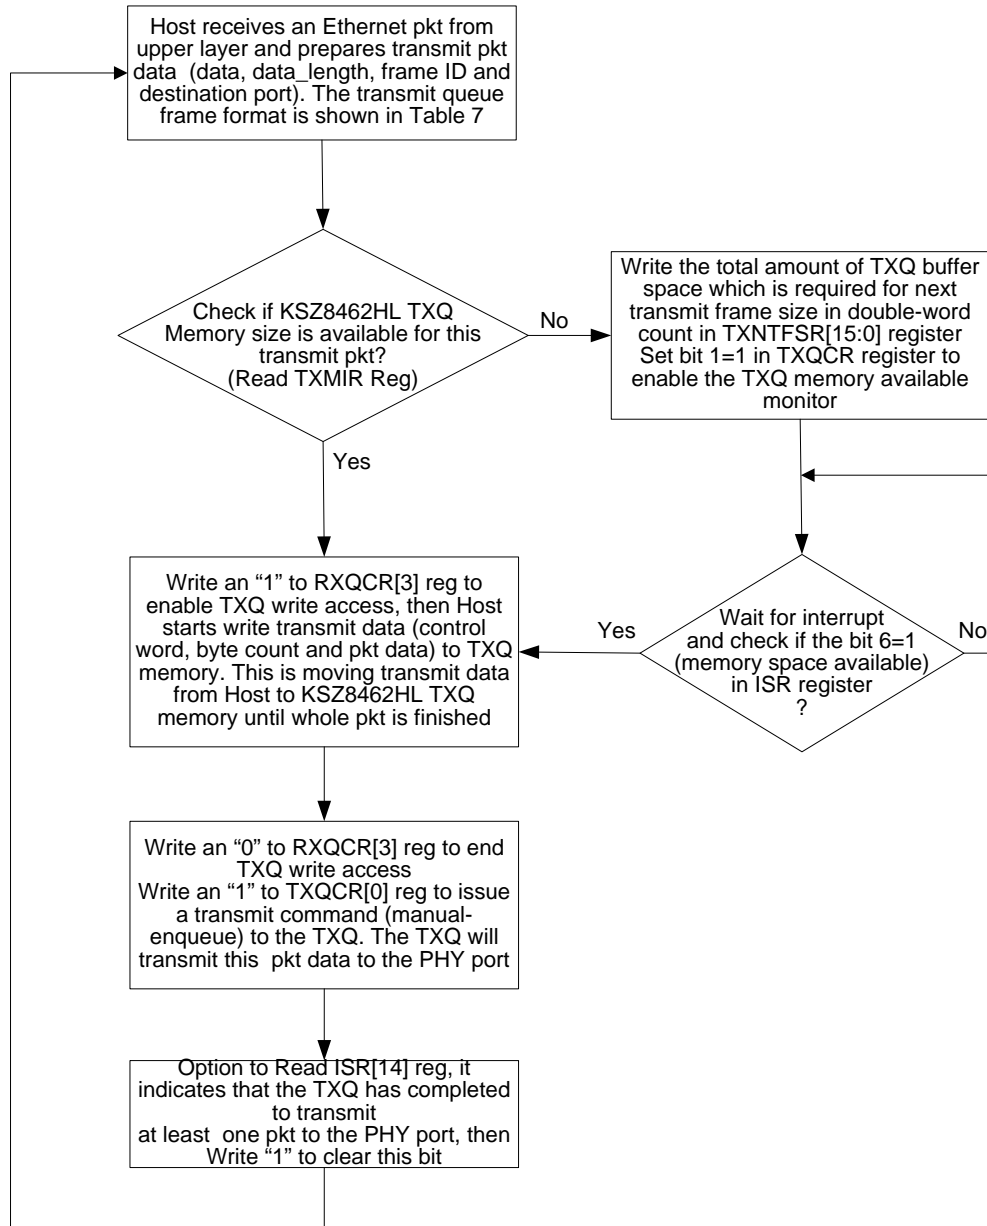 Host receives an Ethernet pkt from
upper layer and prepares transmit pkt
data (data, data_length, frame ID and
destination port). The transmit queue
frame format is shown in Table 7
Check if KSZ8462HL TXQ
Memory size is available for this
transmit pkt?
(Read TXMIR Reg)
No
Write the total amount of TXQ buffer
space which is required for next
transmit frame size in double-word
count in TXNTFSR[15:0] register
Set bit 1=1 in TXQCR register to
enable the TXQ memory available
monitor
Yes
Wait for interrupt
and check if the bit 6=1
(memory space available)
in ISR register
?
No
Yes
Write an “1” to RXQCR[3] reg to
enable TXQ write access, then Host
starts write transmit data (control
word, byte count and pkt data) to TXQ
memory. This is moving transmit data
from Host to KSZ8462HL TXQ
memory until whole pkt is finished
Write an “0” to RXQCR[3] reg to end
TXQ write access
Write an “1” to TXQCR[0] reg to issue
a transmit command (manual-
enqueue) to the TXQ. The TXQ will
transmit this pkt data to the PHY port
Option to Read ISR[14] reg, it
indicates that the TXQ has completed
to transmit
at least one pkt to the PHY port, then
Write “1” to clear this bit